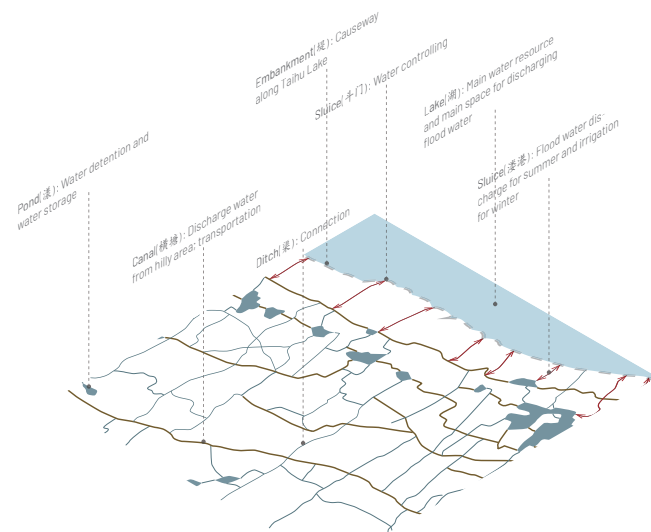 Embankment(堤): Causeway
along Taihu Lake
Sluice(斗门): Water controlling
Lake(湖): Main water resource
and main space for discharging
flood water
Sluice(溇港): Flood water dis-
charge for summer and irrigation
for winter
Pond(漾): Water detention and
water storage
Canal(横塘): Discharge water
from hilly area; transportation
Ditch(渠): Connection